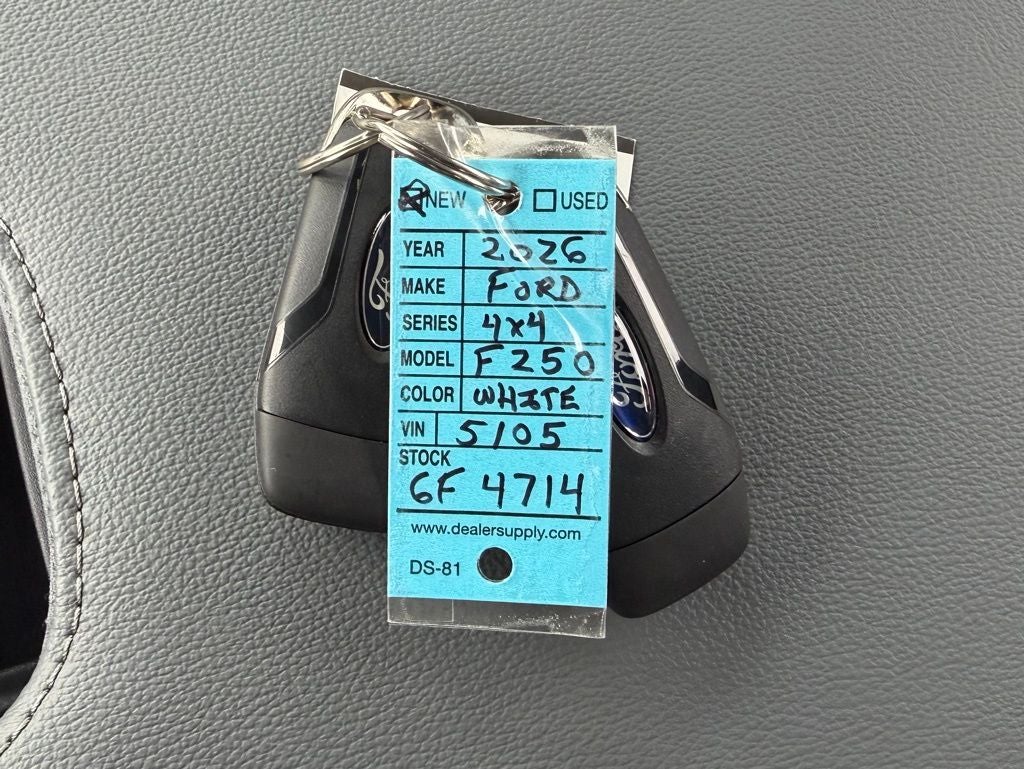 NEW USED
YEAR 2026
MAKE FORD
SERIES 4x4
MODEL F250
COLOR WHITE
VIN 5105
STOCK
6F 4714
www.dealersupply.com
DS-81
Ford